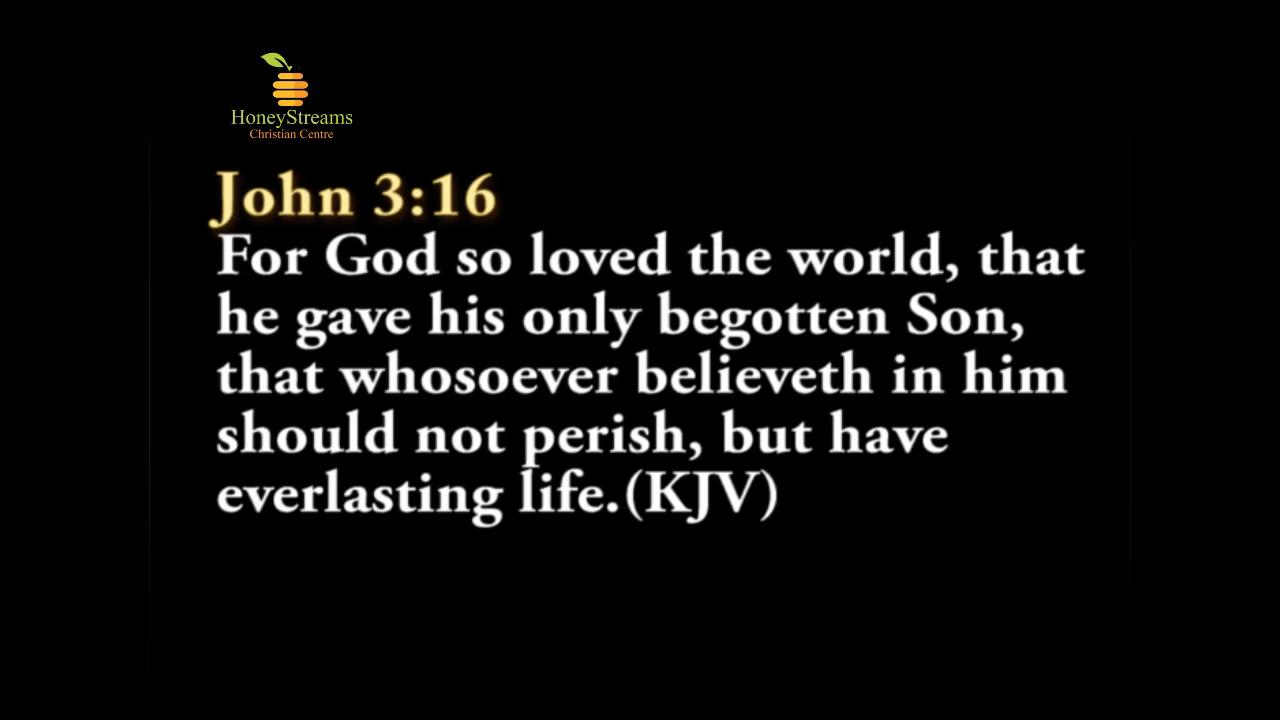 HoneyStreams
Christian Centre
John 3:16
For God so loved the world, that
he gave his only begotten Son,
that whosoever believeth in him
should not perish, but have
everlasting life.(KJV)